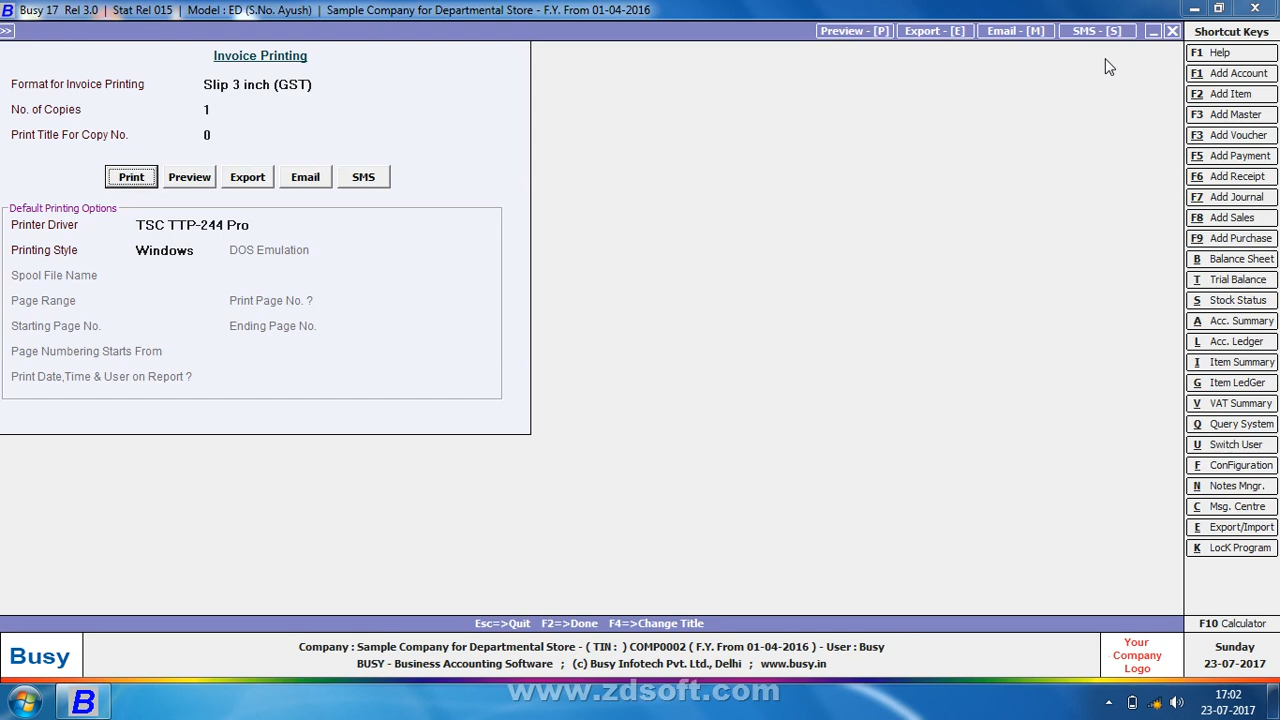 B Busy 17 Rel 3.0 | Stat Rel 015 | Model : ED (S.No. Ayush) | Sample Company for Departmental Store - F.Y. From 01-04-2016
>> Preview - [P] Export - [E] Email - [M] SMS - [S]
Shortcut Keys
Invoice Printing
Format for Invoice Printing Slip 3 inch (GST)
No. of Copies 1
Print Title For Copy No. 0
Print Preview Export Email SMS
Default Printing Options
Printer Driver TSC TTP-244 Pro
Printing Style Windows DOS Emulation
Spool File Name
Page Range Print Page No. ?
Starting Page No. Ending Page No.
Page Numbering Starts From
Print Date,Time & User on Report ?
F1 Help
F1 Add Account
F2 Add Item
F3 Add Master
F3 Add Voucher
F5 Add Payment
F6 Add Receipt
F7 Add Journal
F8 Add Sales
F9 Add Purchase
B Balance Sheet
T Trial Balance
S Stock Status
A Acc. Summary
L Acc. Ledger
I Item Summary
G Item LedGer
V VAT Summary
Q Query System
U Switch User
F ConFiguration
N Notes Mngr.
C Msg. Centre
E Export/Import
K LocK Program
Esc=>Quit F2=>Done F4=>Change Title
F10 Calculator
Busy
Company : Sample Company for Departmental Store - ( TIN : ) COMP0002 ( F.Y. From 01-04-2016 ) - User : Busy
BUSY - Business Accounting Software ; (c) Busy Infotech Pvt. Ltd., Delhi ; www.busy.in
Your
Company
Logo
Sunday
23-07-2017
B
www.zdsoft.com
17:02
23-07-2017